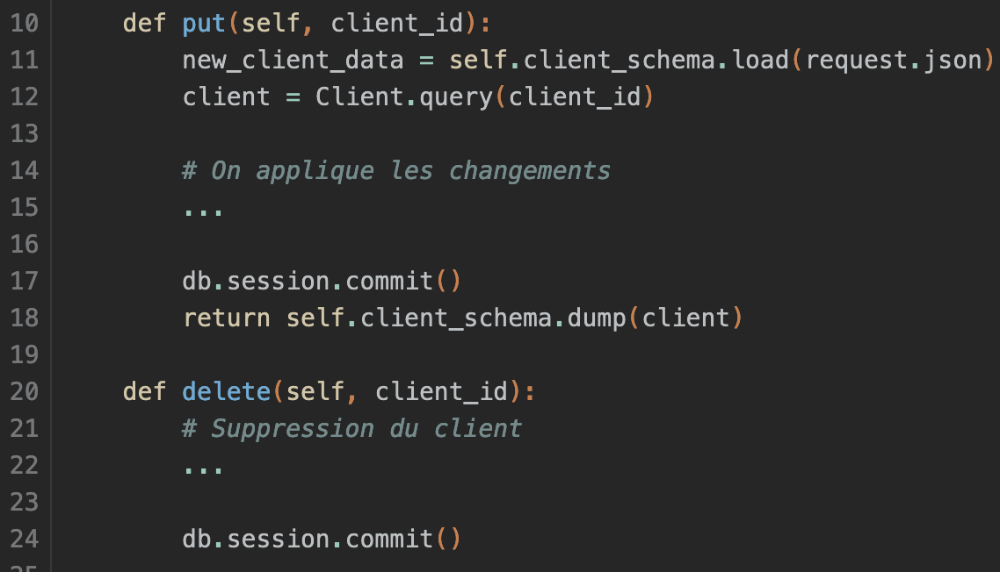 10 def put(self, client_id):
11 new_client_data = self.client_schema.load(request.json)
12 client = Client.query(client_id)
13
14 # On applique les changements
15 ...
16
17 db.session.commit()
18 return self.client_schema.dump(client)
19
20 def delete(self, client_id):
21 # Suppression du client
22 ...
23
24 db.session.commit()